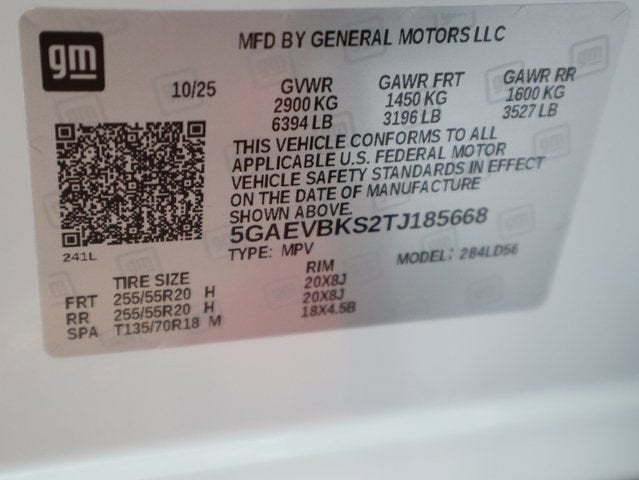 gm
MFD BY GENERAL MOTORS LLC
10/25 GVWR GAWR FRT GAWR RR
2900 KG 1450 KG 1600 KG
6394 LB 3196 LB 3527 LB
THIS VEHICLE CONFORMS TO ALL
APPLICABLE U.S. FEDERAL MOTOR
VEHICLE SAFETY STANDARDS IN EFFECT
ON THE DATE OF MANUFACTURE
SHOWN ABOVE.
5GAEVBKS2TJ185668
241L
TYPE: MPV MODEL: 284LD56
TIRE SIZE RIM
FRT 255/55R20 H 20X8J
RR 255/55R20 H 20X8J
SPA T135/70R18 M 18X4.5B